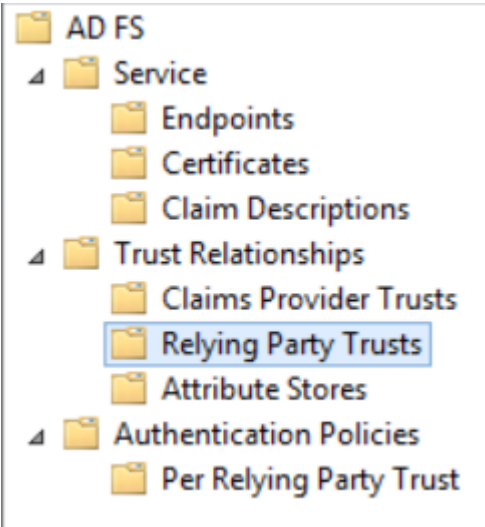 AD FS
Service
Endpoints
Certificates
Claim Descriptions
Trust Relationships
Claims Provider Trusts
Relying Party Trusts
Attribute Stores
Authentication Policies
Per Relying Party Trust